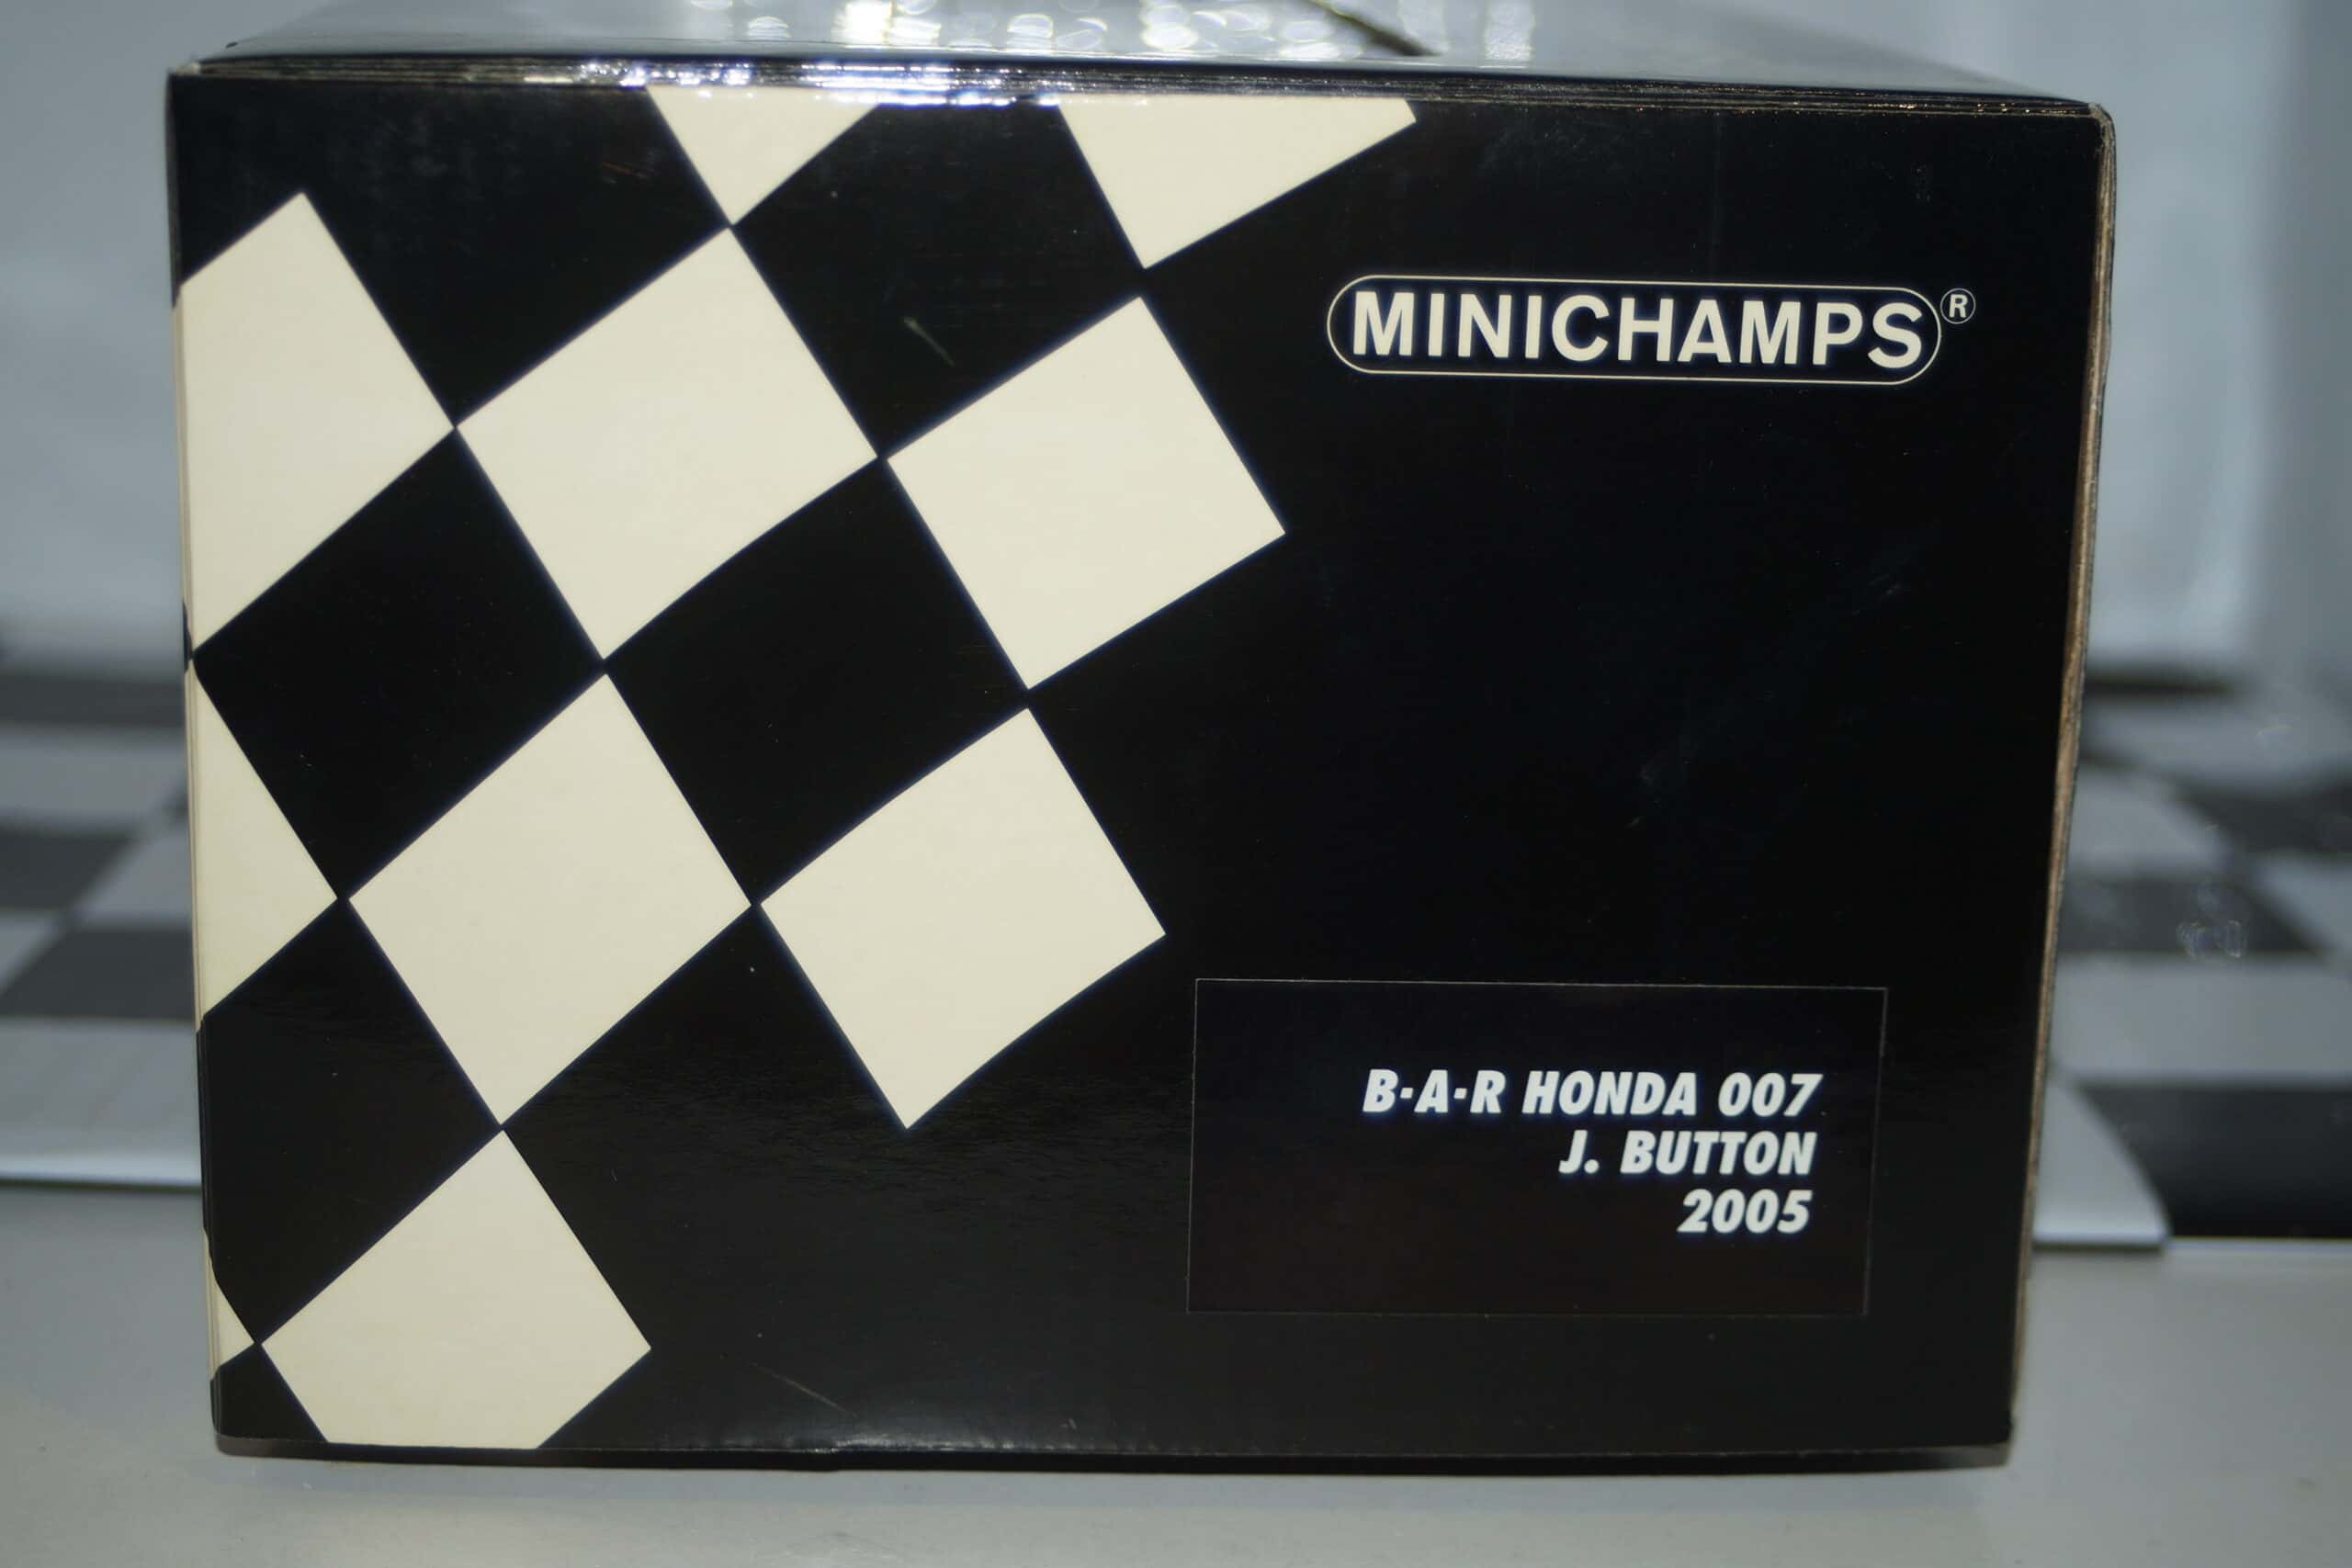 MINICHAMPS®
B·A·R HONDA 007
J. BUTTON
2005